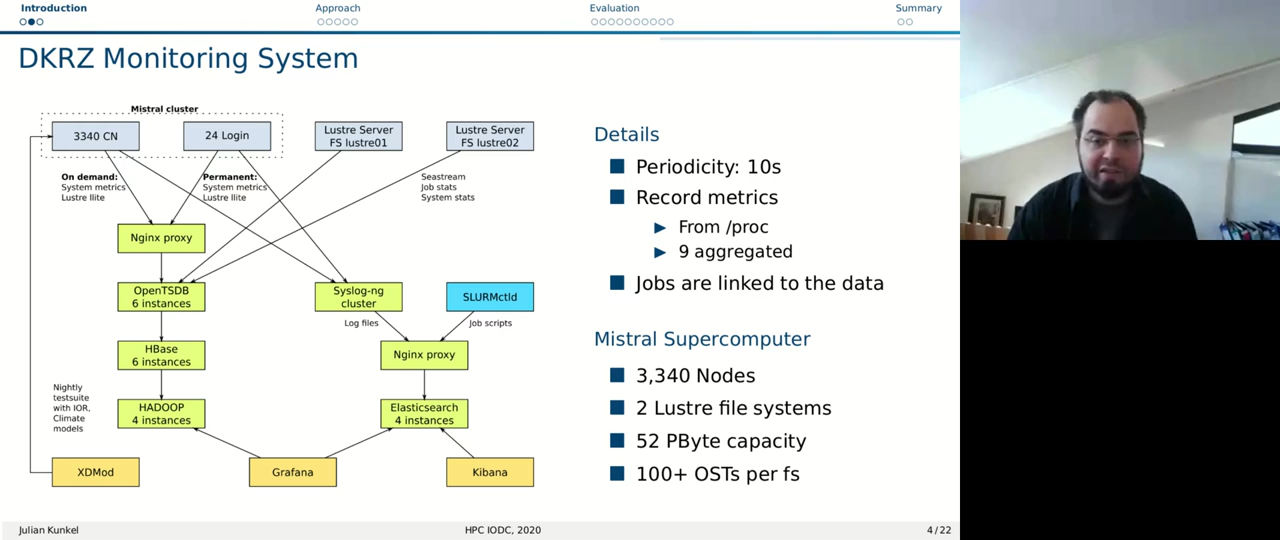 Introduction
Approach
Evaluation
Summary
DKRZ Monitoring System
Mistral cluster
3340 CN
24 Login
Lustre Server
FS lustre01
Lustre Server
FS lustre02
On demand:
System metrics
Lustre llite
Permanent:
System metrics
Lustre llite
Seastream
Job stats
System stats
Nginx proxy
OpenTSDB
6 instances
Syslog-ng
cluster
SLURMctld
Log files
Job scripts
HBase
6 instances
Nginx proxy
Nightly
testsuite
with IOR,
Climate
models
HADOOP
4 instances
Elasticsearch
4 instances
XDMod
Grafana
Kibana
Details
Periodicity: 10s
Record metrics
From /proc
9 aggregated
Jobs are linked to the data
Mistral Supercomputer
3,340 Nodes
2 Lustre file systems
52 PByte capacity
100+ OSTs per fs
Julian Kunkel
HPC IODC, 2020
4 / 22